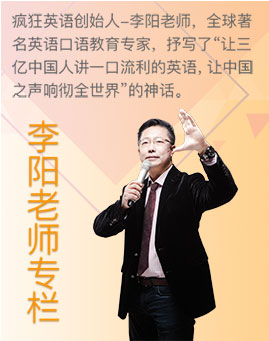 疯狂英语创始人-李阳老师，全球著
名英语口语教育专家，抒写了“让三
亿中国人讲一口流利的英语，让中国
之声响彻全世界”的神话。
李阳老师专栏